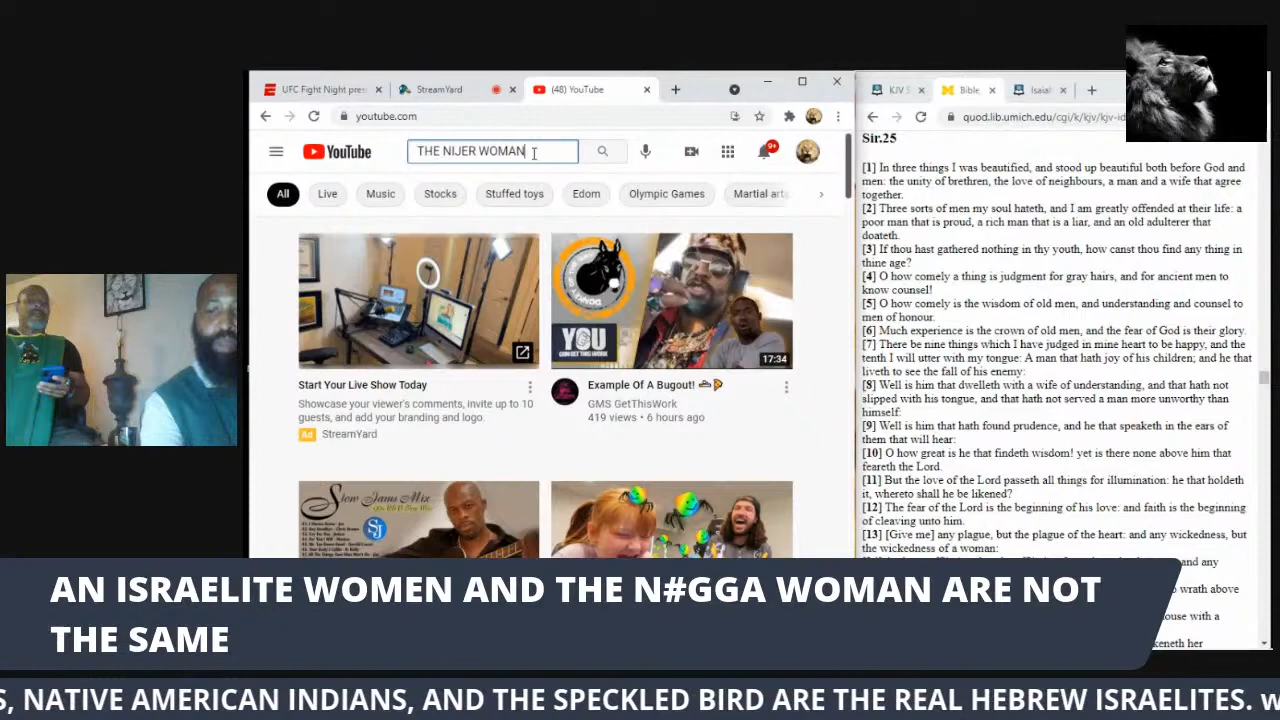 UFC Fight Night pres
StreamYard
(48) YouTube
youtube.com
YouTube
THE NIJER WOMAN
9+
All
Live
Music
Stocks
Stuffed toys
Edom
Olympic Games
Martial arts
YOU
GON GET THIS WORK
17:34
Start Your Live Show Today
Showcase your viewer's comments, invite up to 10
guests, and add your branding and logo.
Ad StreamYard
Example Of A Bugout!
GMS GetThisWork
419 views • 6 hours ago
Slow Jams Mix
SJ
KJV S
Bible
Isaial
quod.lib.umich.edu/cgi/k/kjv/kjv-id
Sir.25
[1] In three things I was beautified, and stood up beautiful both before God and
men: the unity of brethren, the love of neighbours, a man and a wife that agree
together.
[2] Three sorts of men my soul hateth, and I am greatly offended at their life: a
poor man that is proud, a rich man that is a liar, and an old adulterer that
doateth.
[3] If thou hast gathered nothing in thy youth, how canst thou find any thing in
thine age?
[4] O how comely a thing is judgment for gray hairs, and for ancient men to
know counsel!
[5] O how comely is the wisdom of old men, and understanding and counsel to
men of honour.
[6] Much experience is the crown of old men, and the fear of God is their glory.
[7] There be nine things which I have judged in mine heart to be happy, and the
tenth I will utter with my tongue: A man that hath joy of his children; and he that
liveth to see the fall of his enemy:
[8] Well is him that dwelleth with a wife of understanding, and that hath not
slipped with his tongue, and that hath not served a man more unworthy than
himself:
[9] Well is him that hath found prudence, and he that speaketh in the ears of
them that will hear:
[10] O how great is he that findeth wisdom! yet is there none above him that
feareth the Lord.
[11] But the love of the Lord passeth all things for illumination: he that holdeth
it, whereto shall he be likened?
[12] The fear of the Lord is the beginning of his love: and faith is the beginning
of cleaving unto him.
[13] [Give me] any plague, but the plague of the heart: and any wickedness, but
the wickedness of a woman:
and any
wrath above
ouse with a
keneth her
AN ISRAELITE WOMEN AND THE N#GGA WOMAN ARE NOT
THE SAME
S, NATIVE AMERICAN INDIANS, AND THE SPECKLED BIRD ARE THE REAL HEBREW ISRAELITES. w